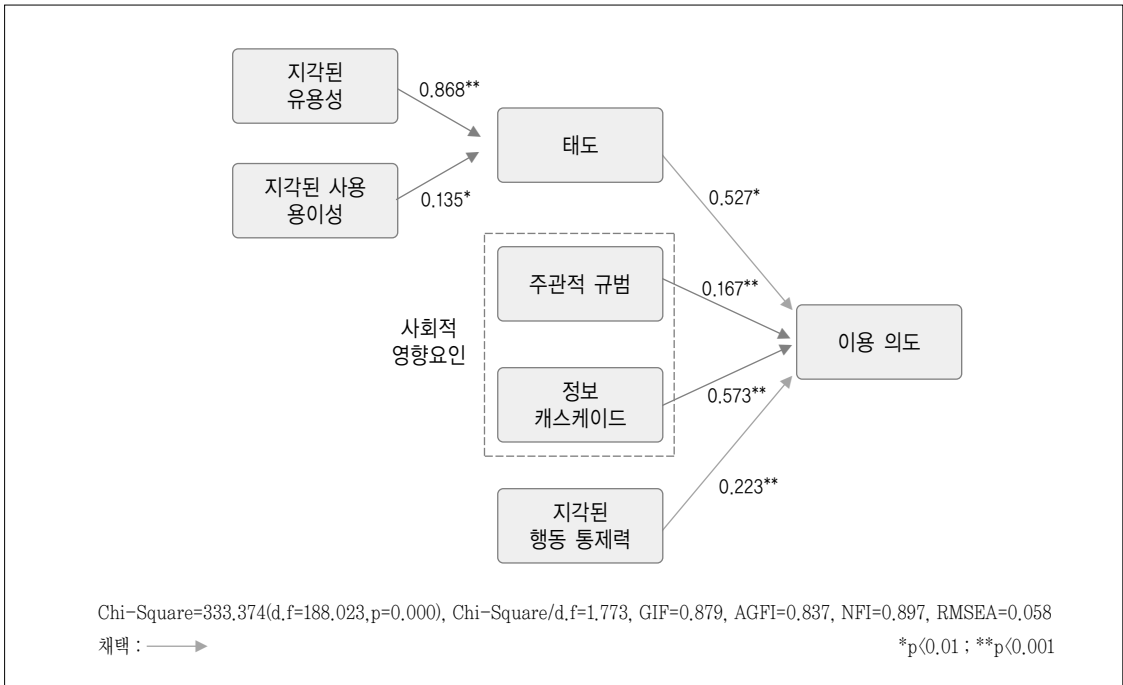 지각된
유용성
0.868**
태도
지각된 사용
용이성
0.135*
0.527*
주관적 규범
0.167**
사회적
영향요인
이용 의도
정보
캐스케이드
0.573**
0.223**
지각된
행동 통제력
Chi-Square=333.374(d.f=188.023,p=0.000), Chi-Square/d.f=1.773, GIF=0.879, AGFI=0.837, NFI=0.897, RMSEA=0.058
채택 :
*p<0.01 ; **p<0.001